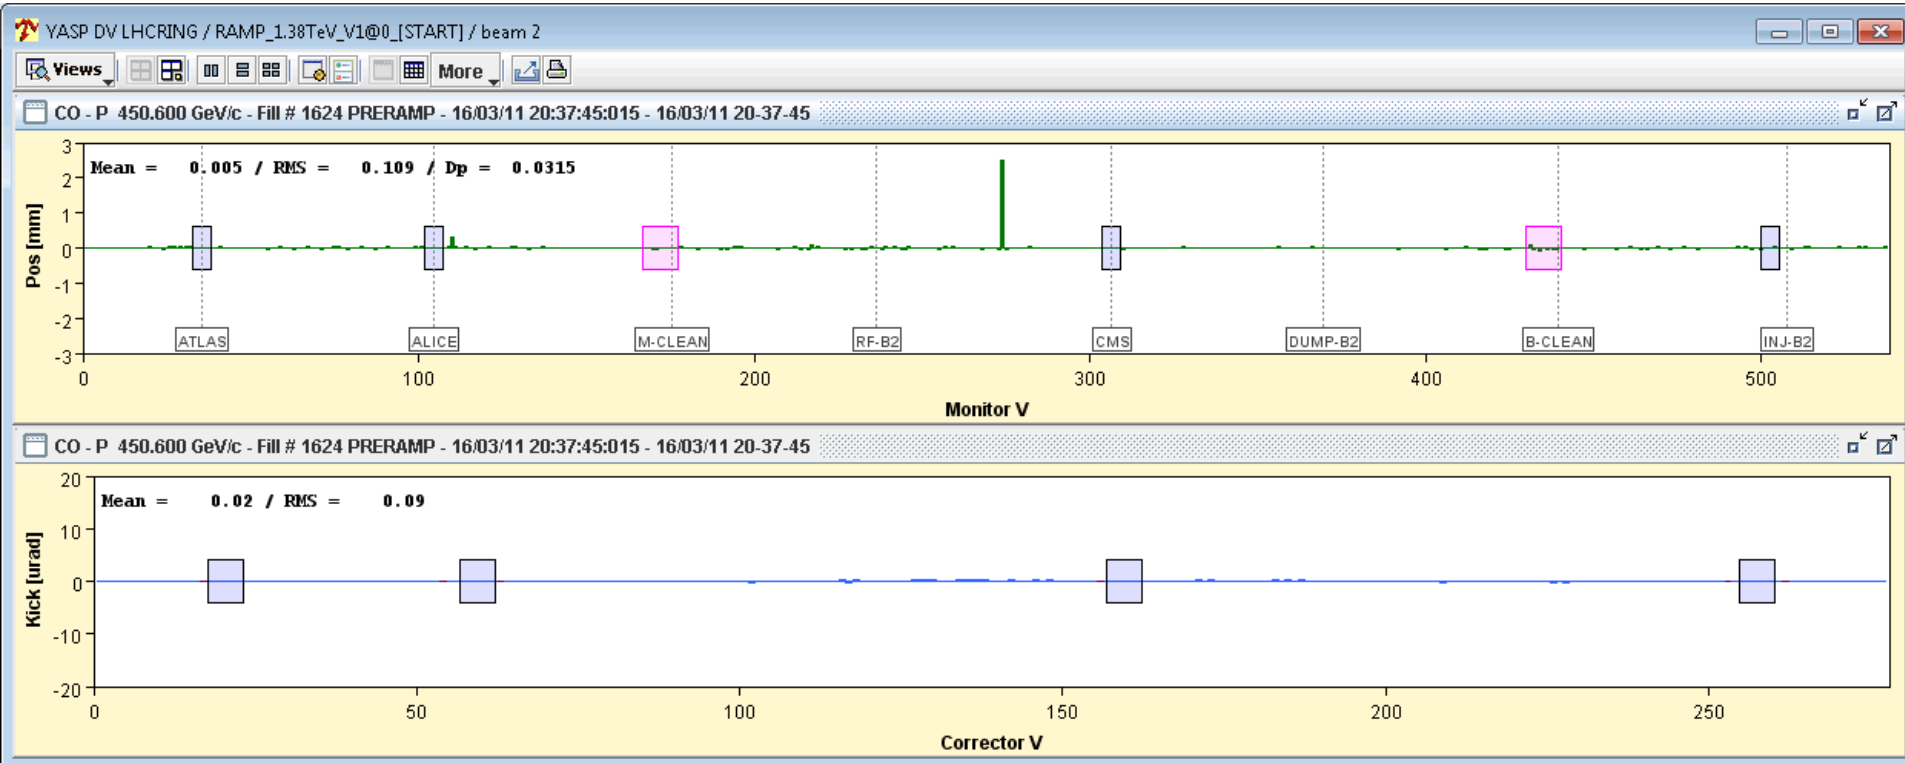 YASP DV LHCRING / RAMP_1.38TeV_V1@0_[START] / beam 2
Views More
CO - P 450.600 GeV/c - Fill # 1624 PRERAMP - 16/03/11 20:37:45:015 - 16/03/11 20-37-45
Mean = 0.005 / RMS = 0.109 / Dp = 0.0315
Pos [mm]
3
2
1
0
-1
-2
-3
ATLAS ALICE M-CLEAN RF-B2 CMS DUMP-B2 B-CLEAN INJ-B2
0 100 200 300 400 500
Monitor V
CO - P 450.600 GeV/c - Fill # 1624 PRERAMP - 16/03/11 20:37:45:015 - 16/03/11 20-37-45
Mean = 0.02 / RMS = 0.09
Kick [urad]
20
10
0
-10
-20
0 50 100 150 200 250
Corrector V